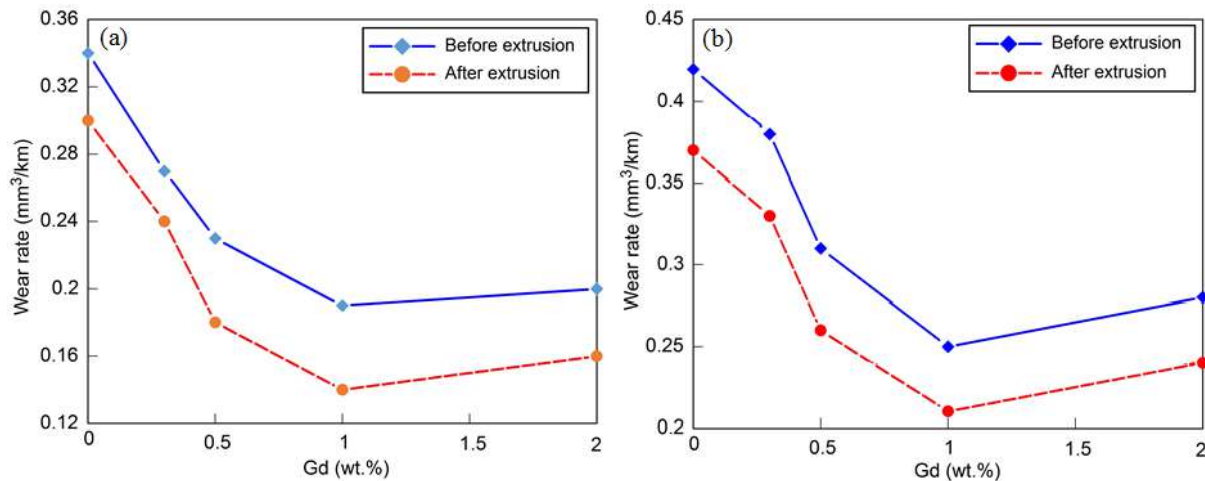 (a)
Before extrusion
After extrusion
Wear rate (mm³/km)
0.36
0.32
0.28
0.24
0.2
0.16
0.12
0 0.5 1 1.5 2
Gd (wt.%)
(b)
Before extrusion
After extrusion
Wear rate (mm³/km)
0.45
0.4
0.35
0.3
0.25
0.2
0 0.5 1 1.5 2
Gd (wt.%)